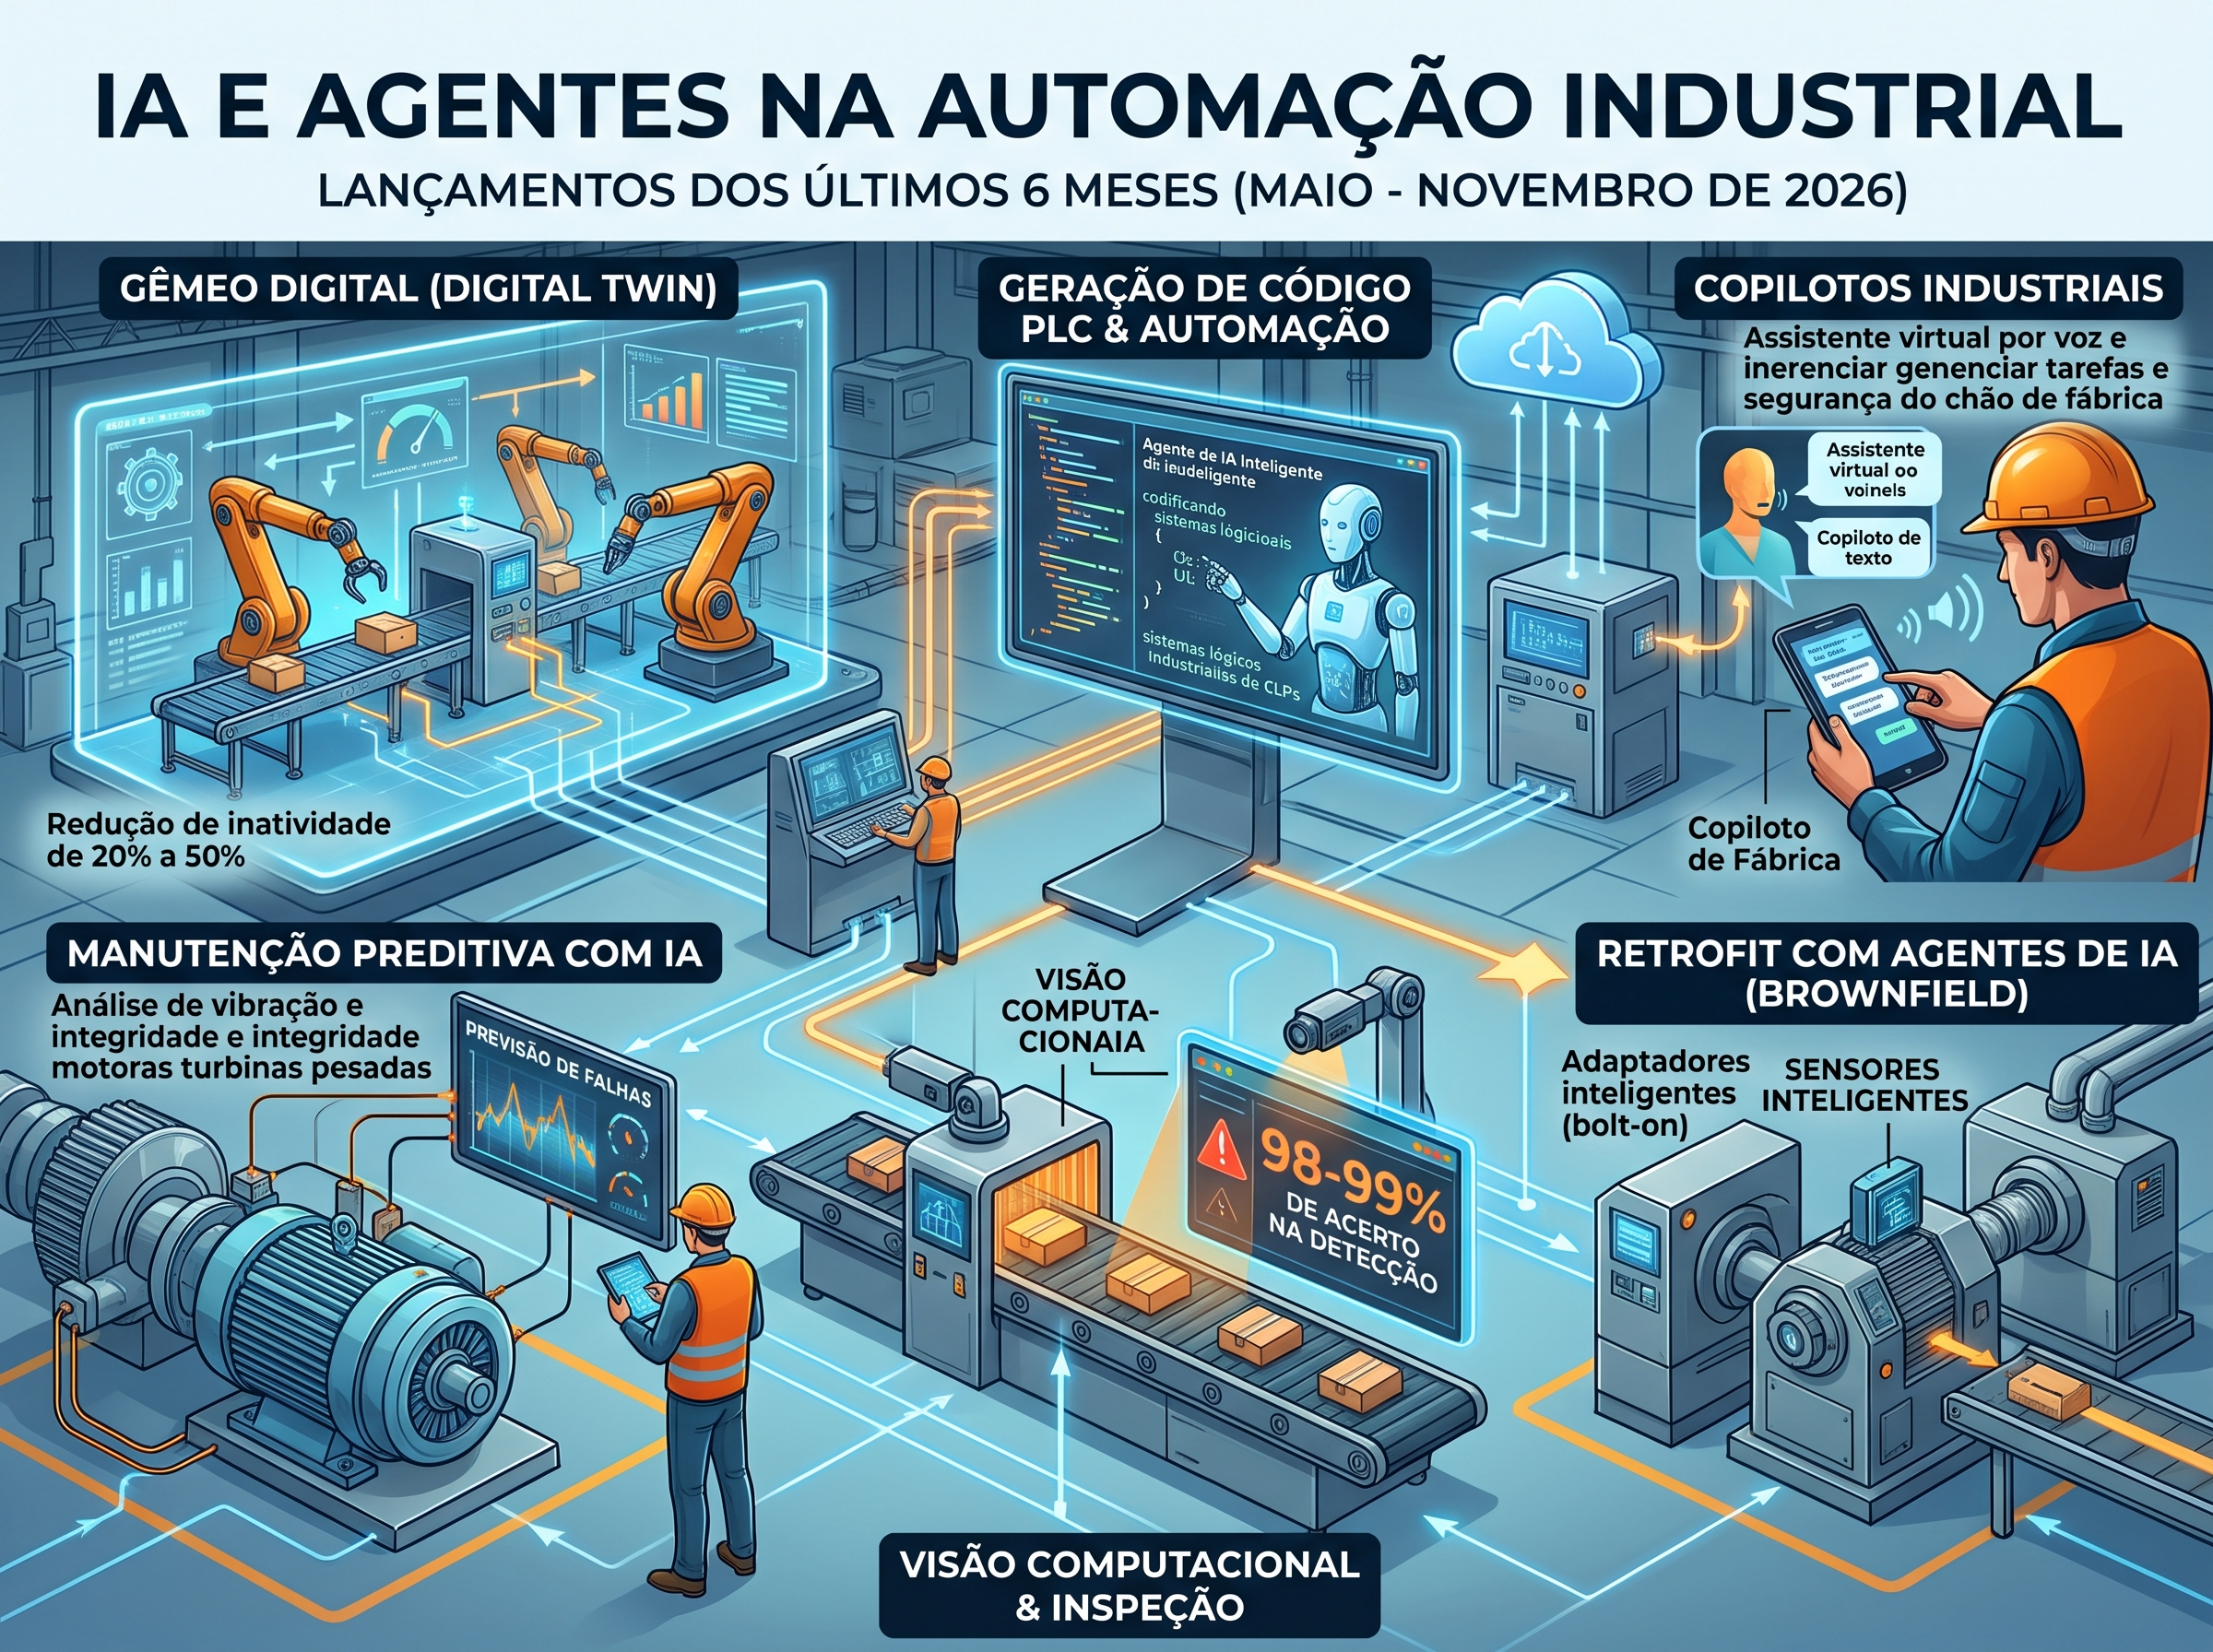 IA E AGENTES NA AUTOMAÇÃO INDUSTRIAL
LANÇAMENTOS DOS ÚLTIMOS 6 MESES (MAIO - NOVEMBRO DE 2026)
GÊMEO DIGITAL (DIGITAL TWIN)
Redução de inatividade
de 20% a 50%
GERAÇÃO DE CÓDIGO
PLC & AUTOMAÇÃO
Agente de IA Inteligente
di: ieudeligente
codificando
sistemas lógicioais
{
UL:
}
)
sistemas lógicos
Industriaiiss de CLPs
COPILOTOS INDUSTRIAIS
Assistente virtual por voz e
inerenciar genenciar tarefas e
segurança do chão de fábrica
Assistente
virtual oo
voinels
Copiloto de
texto
Copiloto
de Fábrica
MANUTENÇÃO PREDITIVA COM IA
Análise de vibração e
integridade e integridade
motoras turbinas pesadas
PREVISÃO DE FALHAS
VISÃO
COMPUTA-
CIONAIA
98-99%
DE ACERTO
NA DETECÇÃO
VISÃO COMPUTACIONAL
& INSPEÇÃO
RETROFIT COM AGENTES DE IA
(BROWNFIELD)
Adaptadores
inteligentes
(bolt-on)
SENSORES
INTELIGENTES